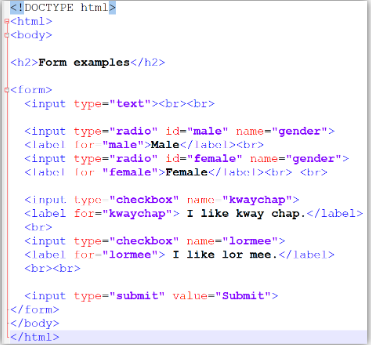 <!DOCTYPE html>
<html>
<body>
<h2>Form examples</h2>
<form>
<input type="text"><br><br>
<input type="radio" id="male" name="gender">
<label for="male">Male</label><br>
<input type="radio" id="female" name="gender">
<label for="female">Female</label><br> <br>
<input type="checkbox" name="kwaychap">
<label for="kwaychap"> I like kway chap.</label>
<br>
<input type="checkbox" name="lormee">
<label for="lormee"> I like lor mee.</label>
<br><br>
<input type="submit" value="Submit">
</form>
</body>
</html>